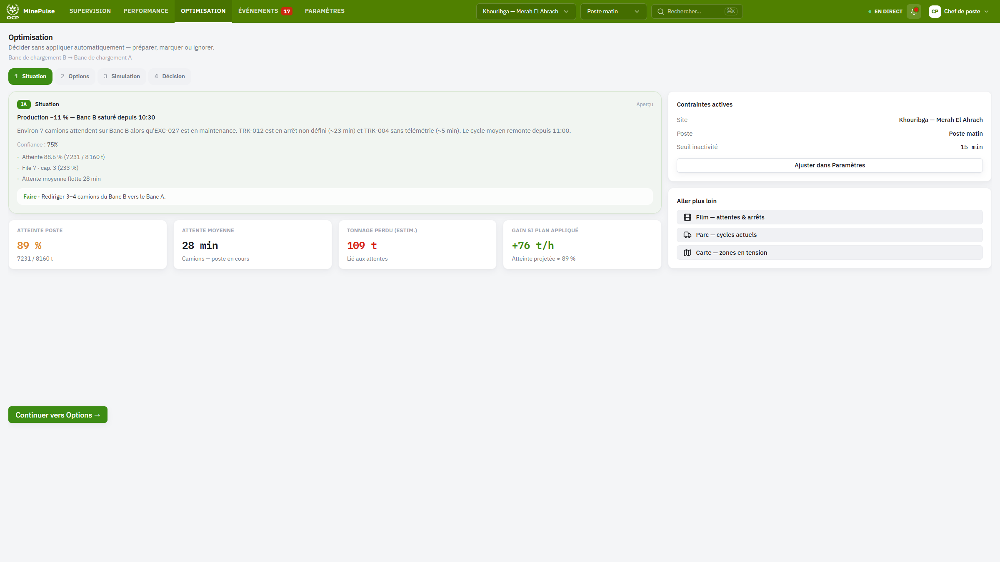 OCP
MinePulse
SUPERVISION
PERFORMANCE
OPTIMISATION
ÉVÉNEMENTS 17
PARAMÈTRES
Khouribga — Merah El Ahrach
Poste matin
Rechercher... ⌘K
EN DIRECT
CP Chef de poste
Optimisation
Décider sans appliquer automatiquement — préparer, marquer ou ignorer.
Banc de chargement B → Banc de chargement A
1 Situation
2 Options
3 Simulation
4 Décision
IA Situation
Aperçu
Production −11 % — Banc B saturé depuis 10:30
Environ 7 camions attendent sur Banc B alors qu'EXC-027 est en maintenance. TRK-012 est en arrêt non défini (~23 min) et TRK-004 sans télémétrie (~5 min). Le cycle moyen remonte depuis 11:00.
Confiance : 75%
· Atteinte 88.6 % (7 231 / 8 160 t)
· File 7 · cap. 3 (233 %)
· Attente moyenne flotte 28 min
Faire · Rediriger 3–4 camions du Banc B vers le Banc A.
ATTEINTE POSTE
89 %
7231 / 8160 t
ATTENTE MOYENNE
28 min
Camions — poste en cours
TONNAGE PERDU (ESTIM.)
109 t
Lié aux attentes
GAIN SI PLAN APPLIQUÉ
+76 t/h
Atteinte projetée ≈ 89 %
Contraintes actives
Site Khouribga — Merah El Ahrach
Poste Poste matin
Seuil inactivité 15 min
Ajuster dans Paramètres
Aller plus loin
Film — attentes & arrêts
Parc — cycles actuels
Carte — zones en tension
Continuer vers Options →